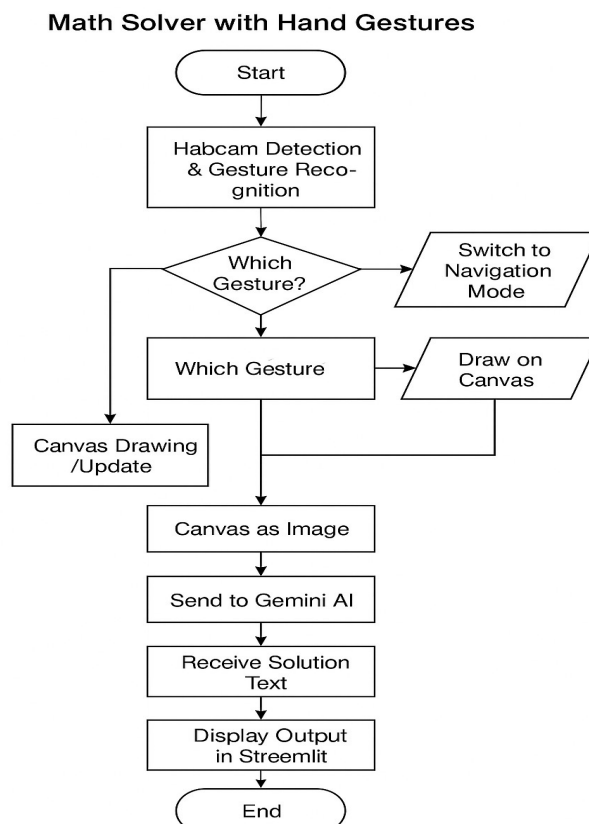 Math Solver with Hand Gestures
Start
Habcam Detection
& Gesture Reco-
gnition
Which
Gesture?
Switch to
Navigation
Mode
Which Gesture
Draw on
Canvas
Canvas Drawing
/Update
Canvas as Image
Send to Gemini AI
Receive Solution
Text
Display Output
in Streemlit
End